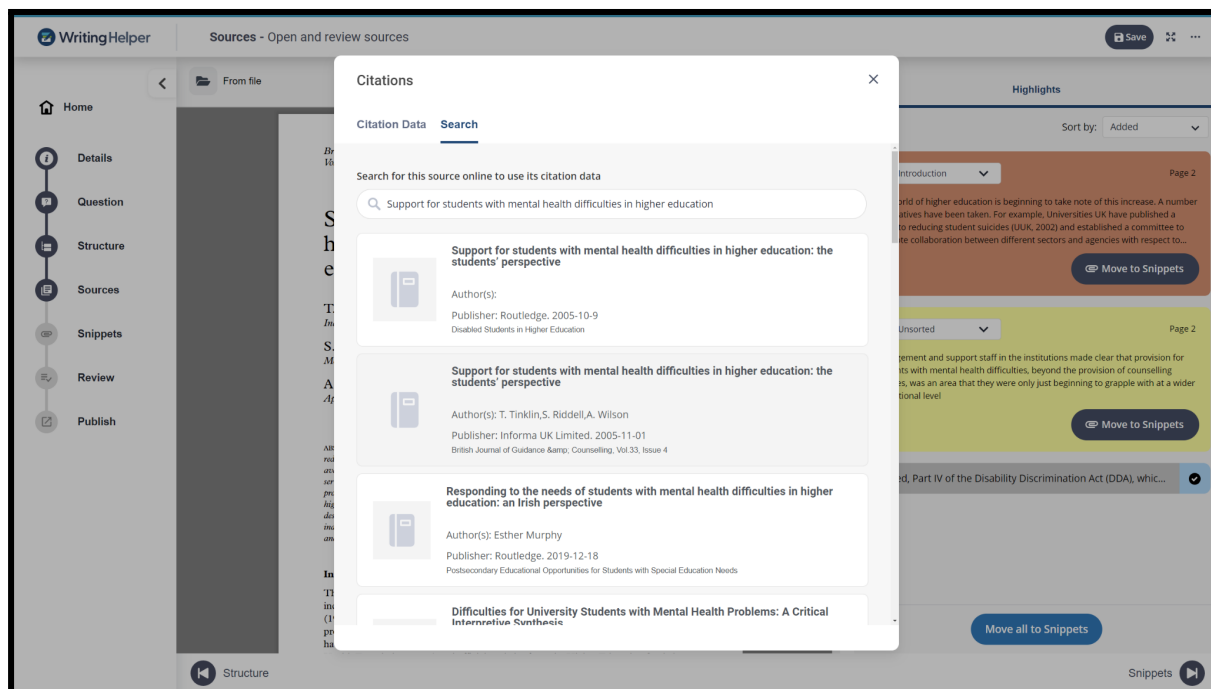 WritingHelper
Sources - Open and review sources
Save
Home
Details
Question
Structure
Sources
Snippets
Review
Publish
From file
Citations
Citation Data Search
Search for this source online to use its citation data
Support for students with mental health difficulties in higher education
Support for students with mental health difficulties in higher education: the
students’ perspective
Author(s):
Publisher: Routledge. 2005-10-9
Disabled Students in Higher Education
Support for students with mental health difficulties in higher education: the
students’ perspective
Author(s): T. Tinklin,S. Riddell,A. Wilson
Publisher: Informa UK Limited. 2005-11-01
British Journal of Guidance &amp; Counselling, Vol.33, Issue 4
Responding to the needs of students with mental health difficulties in higher
education: an Irish perspective
Author(s): Esther Murphy
Publisher: Routledge. 2019-12-18
Postsecondary Educational Opportunities for Students with Special Education Needs
Difficulties for University Students with Mental Health Problems: A Critical
Interpretive Synthesis
Highlights
Sort by: Added
Introduction Page 2
of higher education is beginning to take note of this increase. A number
have been taken. For example, Universities UK have published a
to reducing student suicides (UUK, 2002) and established a committee to
collaboration between different sectors and agencies with respect to...
Move to Snippets
Unsorted Page 2
and support staff in the institutions made clear that provision for
with mental health difficulties, beyond the provision of counselling
was an area that they were only just beginning to grapple with at a wider
level
Move to Snippets
Part IV of the Disability Discrimination Act (DDA), whic...
Move all to Snippets
Structure
Snippets